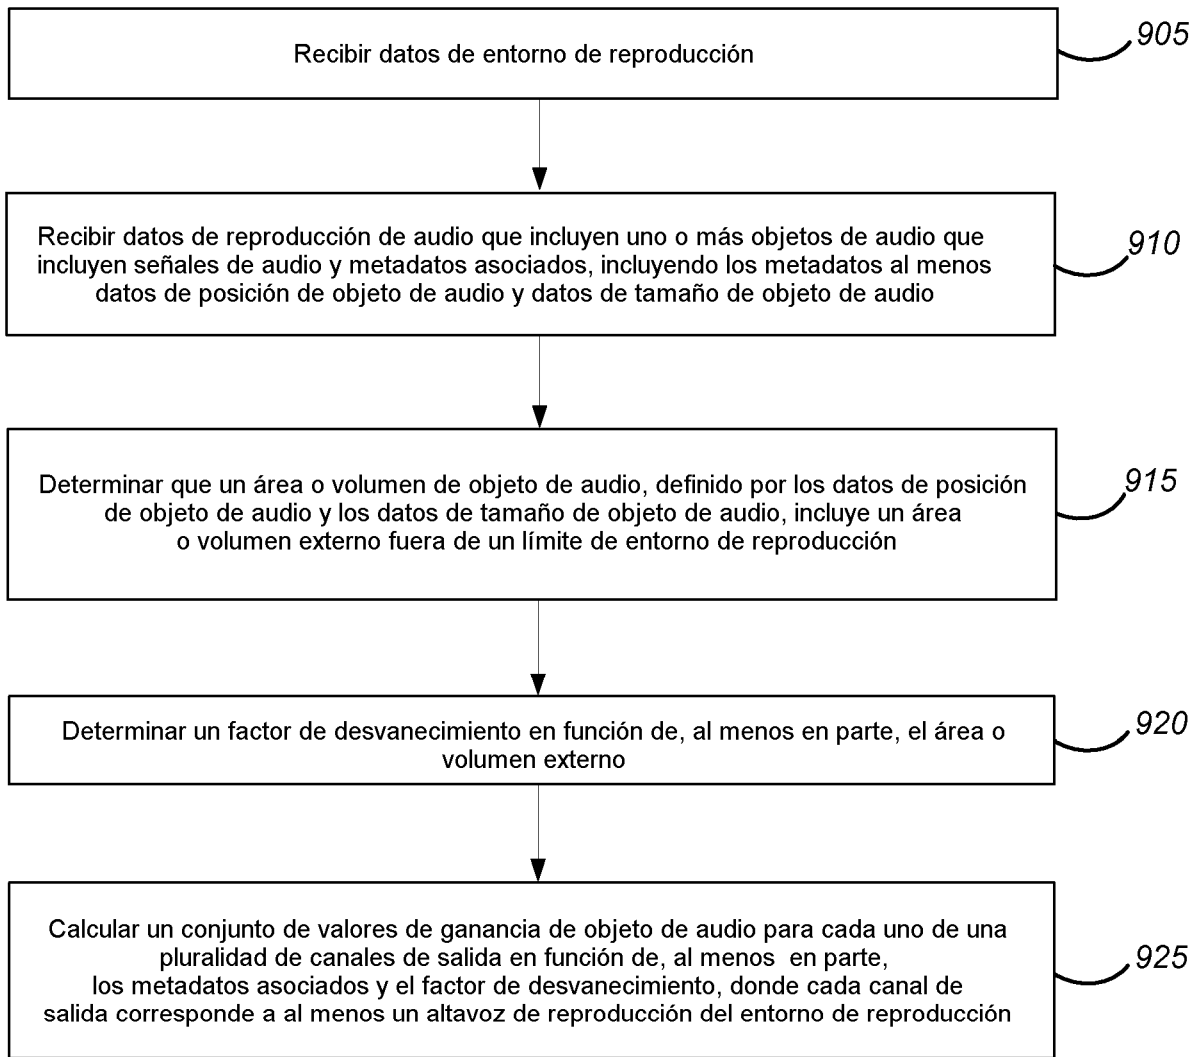 Recibir datos de entorno de reproducción
905
Recibir datos de reproducción de audio que incluyen uno o más objetos de audio que
incluyen señales de audio y metadatos asociados, incluyendo los metadatos al menos
datos de posición de objeto de audio y datos de tamaño de objeto de audio
910
Determinar que un área o volumen de objeto de audio, definido por los datos de posición
de objeto de audio y los datos de tamaño de objeto de audio, incluye un área
o volumen externo fuera de un límite de entorno de reproducción
915
Determinar un factor de desvanecimiento en función de, al menos en parte, el área o
volumen externo
920
Calcular un conjunto de valores de ganancia de objeto de audio para cada uno de una
pluralidad de canales de salida en función de, al menos en parte,
los metadatos asociados y el factor de desvanecimiento, donde cada canal de
salida corresponde a al menos un altavoz de reproducción del entorno de reproducción
925